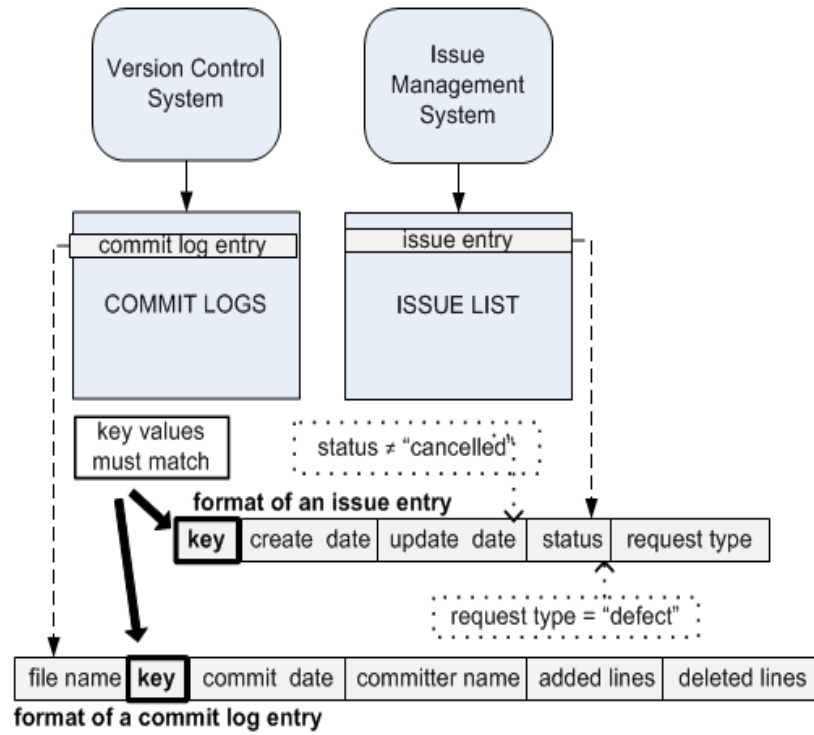 Version Control
System
Issue
Management
System
commit log entry
issue entry
COMMIT LOGS
ISSUE LIST
key values
must match
status ≠ “cancelled”
format of an issue entry
key create date update date status request type
request type = “defect”
file name key commit date committer name added lines deleted lines
format of a commit log entry